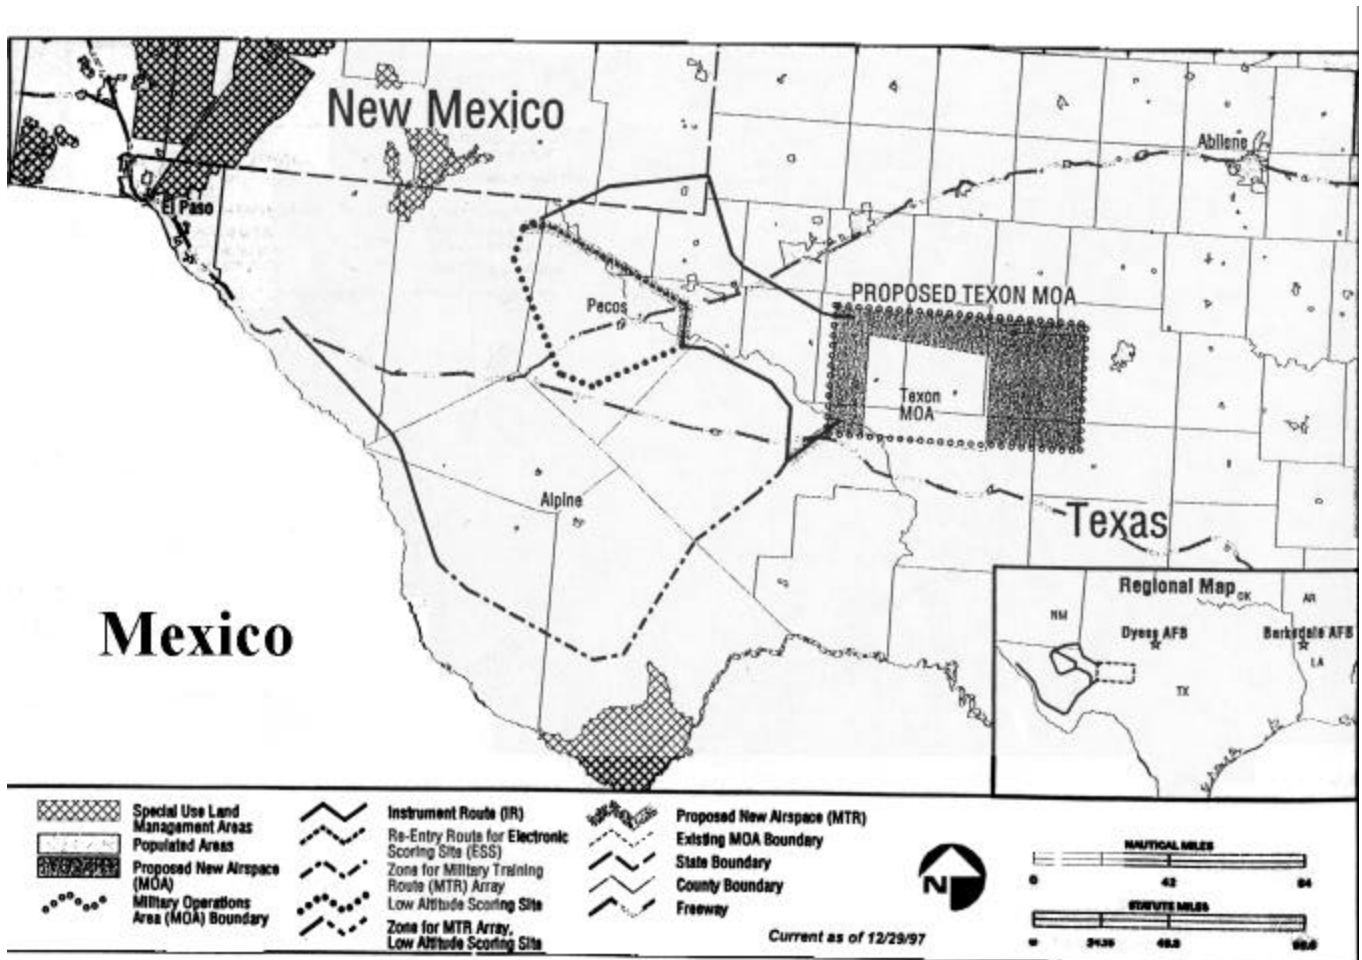 New Mexico
Abilene
El Paso
PROPOSED TEXON MOA
Pecos
Texon
MOA
Alpine
Texas
Mexico
Regional Map
OK
AR
NM
Dyess AFB
Barksdale AFB
LA
TX
Special Use Land
Management Areas
Populated Areas
Proposed New Airspace
(MOA)
Military Operations
Area (MOA) Boundary
Instrument Route (IR)
Re-Entry Route for Electronic
Scoring Site (ESS)
Zone for Military Training
Route (MTR) Array
Low Altitude Scoring Site
Zone for MTR Array,
Low Altitude Scoring Site
Proposed New Airspace (MTR)
Existing MOA Boundary
State Boundary
County Boundary
Freeway
Current as of 12/29/97
N
NAUTICAL MILES
0 42 84
STATUTE MILES
0